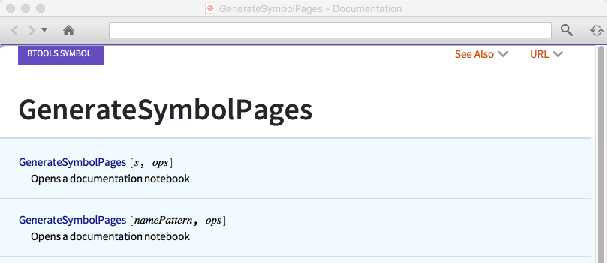 GenerateSymbolPages – Documentation
BTOOLS SYMBOL
See Also URL
GenerateSymbolPages
GenerateSymbolPages [s, ops]
Opens a documentation notebook
GenerateSymbolPages [namePattern, ops]
Opens a documentation notebook